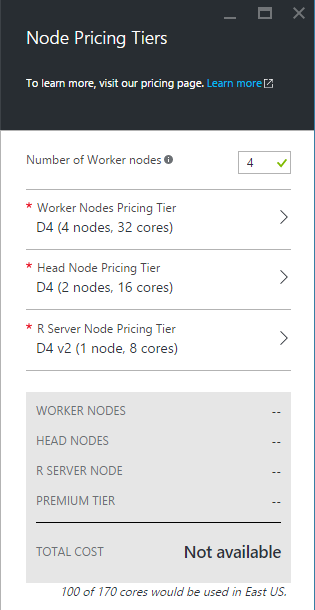 Node Pricing Tiers
To learn more, visit our pricing page. Learn more
Number of Worker nodes
4
* Worker Nodes Pricing Tier
D4 (4 nodes, 32 cores)
* Head Node Pricing Tier
D4 (2 nodes, 16 cores)
* R Server Node Pricing Tier
D4 v2 (1 node, 8 cores)
WORKER NODES --
HEAD NODES --
R SERVER NODE --
PREMIUM TIER --
TOTAL COST Not available
100 of 170 cores would be used in East US.